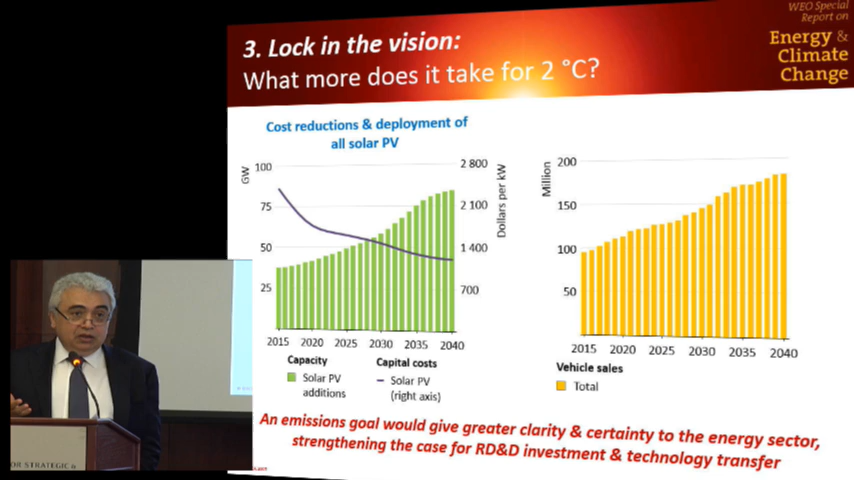 3. Lock in the vision:
What more does it take for 2 °C?
WEO Special
Report on
Energy &
Climate
Change
Cost reductions & deployment of
all solar PV
GW
100
75
50
25
2 800
2 100
1 400
700
Dollars per kW
2015 2020 2025 2030 2035 2040
Capacity
Solar PV
additions
Capital costs
Solar PV
(right axis)
Million
200
150
100
50
2015 2020 2025 2030 2035 2040
Vehicle sales
Total
An emissions goal would give greater clarity & certainty to the energy sector,
strengthening the case for RD&D investment & technology transfer
OR STRATEGIC &